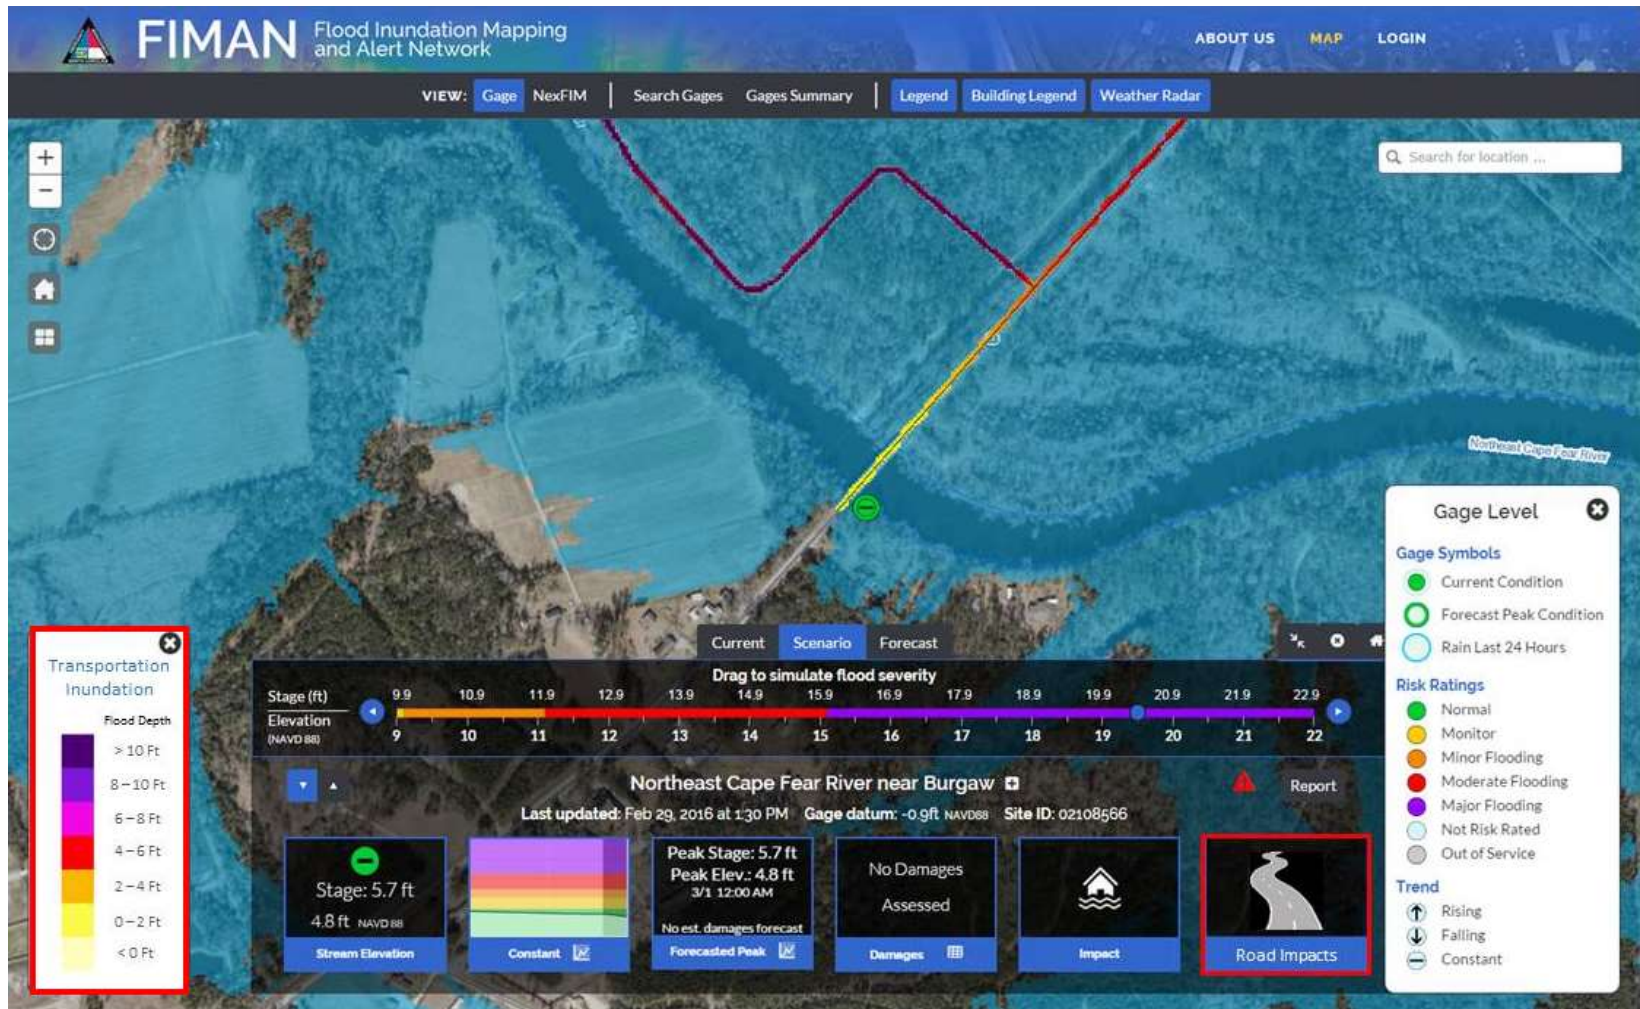 FIMAN
Flood Inundation Mapping
and Alert Network
ABOUT US MAP LOGIN
VIEW: Gage NexFIM Search Gages Gages Summary Legend Building Legend Weather Radar
+
Search for location ...
−
Northeast Cape Fear River
Gage Level
Gage Symbols
Current Condition
Forecast Peak Condition
Rain Last 24 Hours
Risk Ratings
Normal
Monitor
Minor Flooding
Moderate Flooding
Major Flooding
Not Risk Rated
Out of Service
Trend
Rising
Falling
Constant
Transportation
Inundation
Flood Depth
> 10 Ft
8–10 Ft
6–8 Ft
4–6 Ft
2–4 Ft
0–2 Ft
< 0 Ft
Current Scenario Forecast
Drag to simulate flood severity
Stage (ft) 9.9 10.9 11.9 12.9 13.9 14.9 15.9 16.9 17.9 18.9 19.9 20.9 21.9 22.9
Elevation
(NAVD 88) 9 10 11 12 13 14 15 16 17 18 19 20 21 22
Northeast Cape Fear River near Burgaw
Report
Last updated: Feb 29, 2016 at 1:30 PM Gage datum: -0.9ft NAVD88 Site ID: 02108566
Stage: 5.7 ft
4.8 ft NAVD 88
Stream Elevation
Constant
Peak Stage: 5.7 ft
Peak Elev.: 4.8 ft
3/1 12:00 AM
No est. damages forecast
Forecasted Peak
No Damages
Assessed
Damages
Impact
Road Impacts